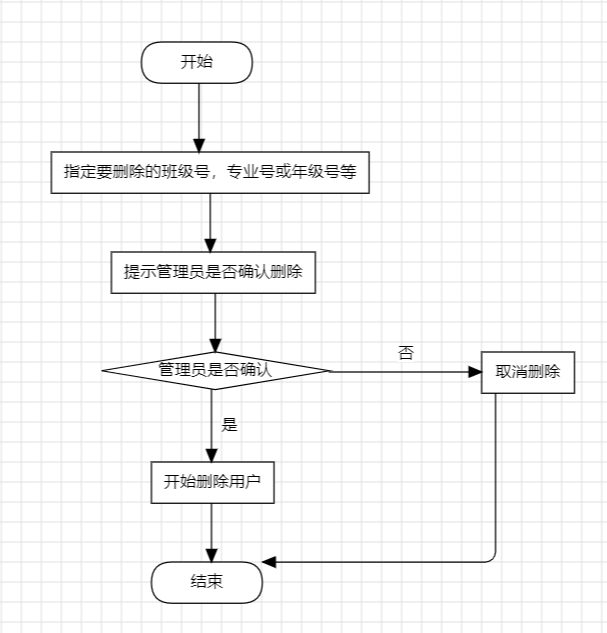 开始
指定要删除的班级号，专业号或年级号等
提示管理员是否确认删除
管理员是否确认
否
取消删除
是
开始删除用户
结束